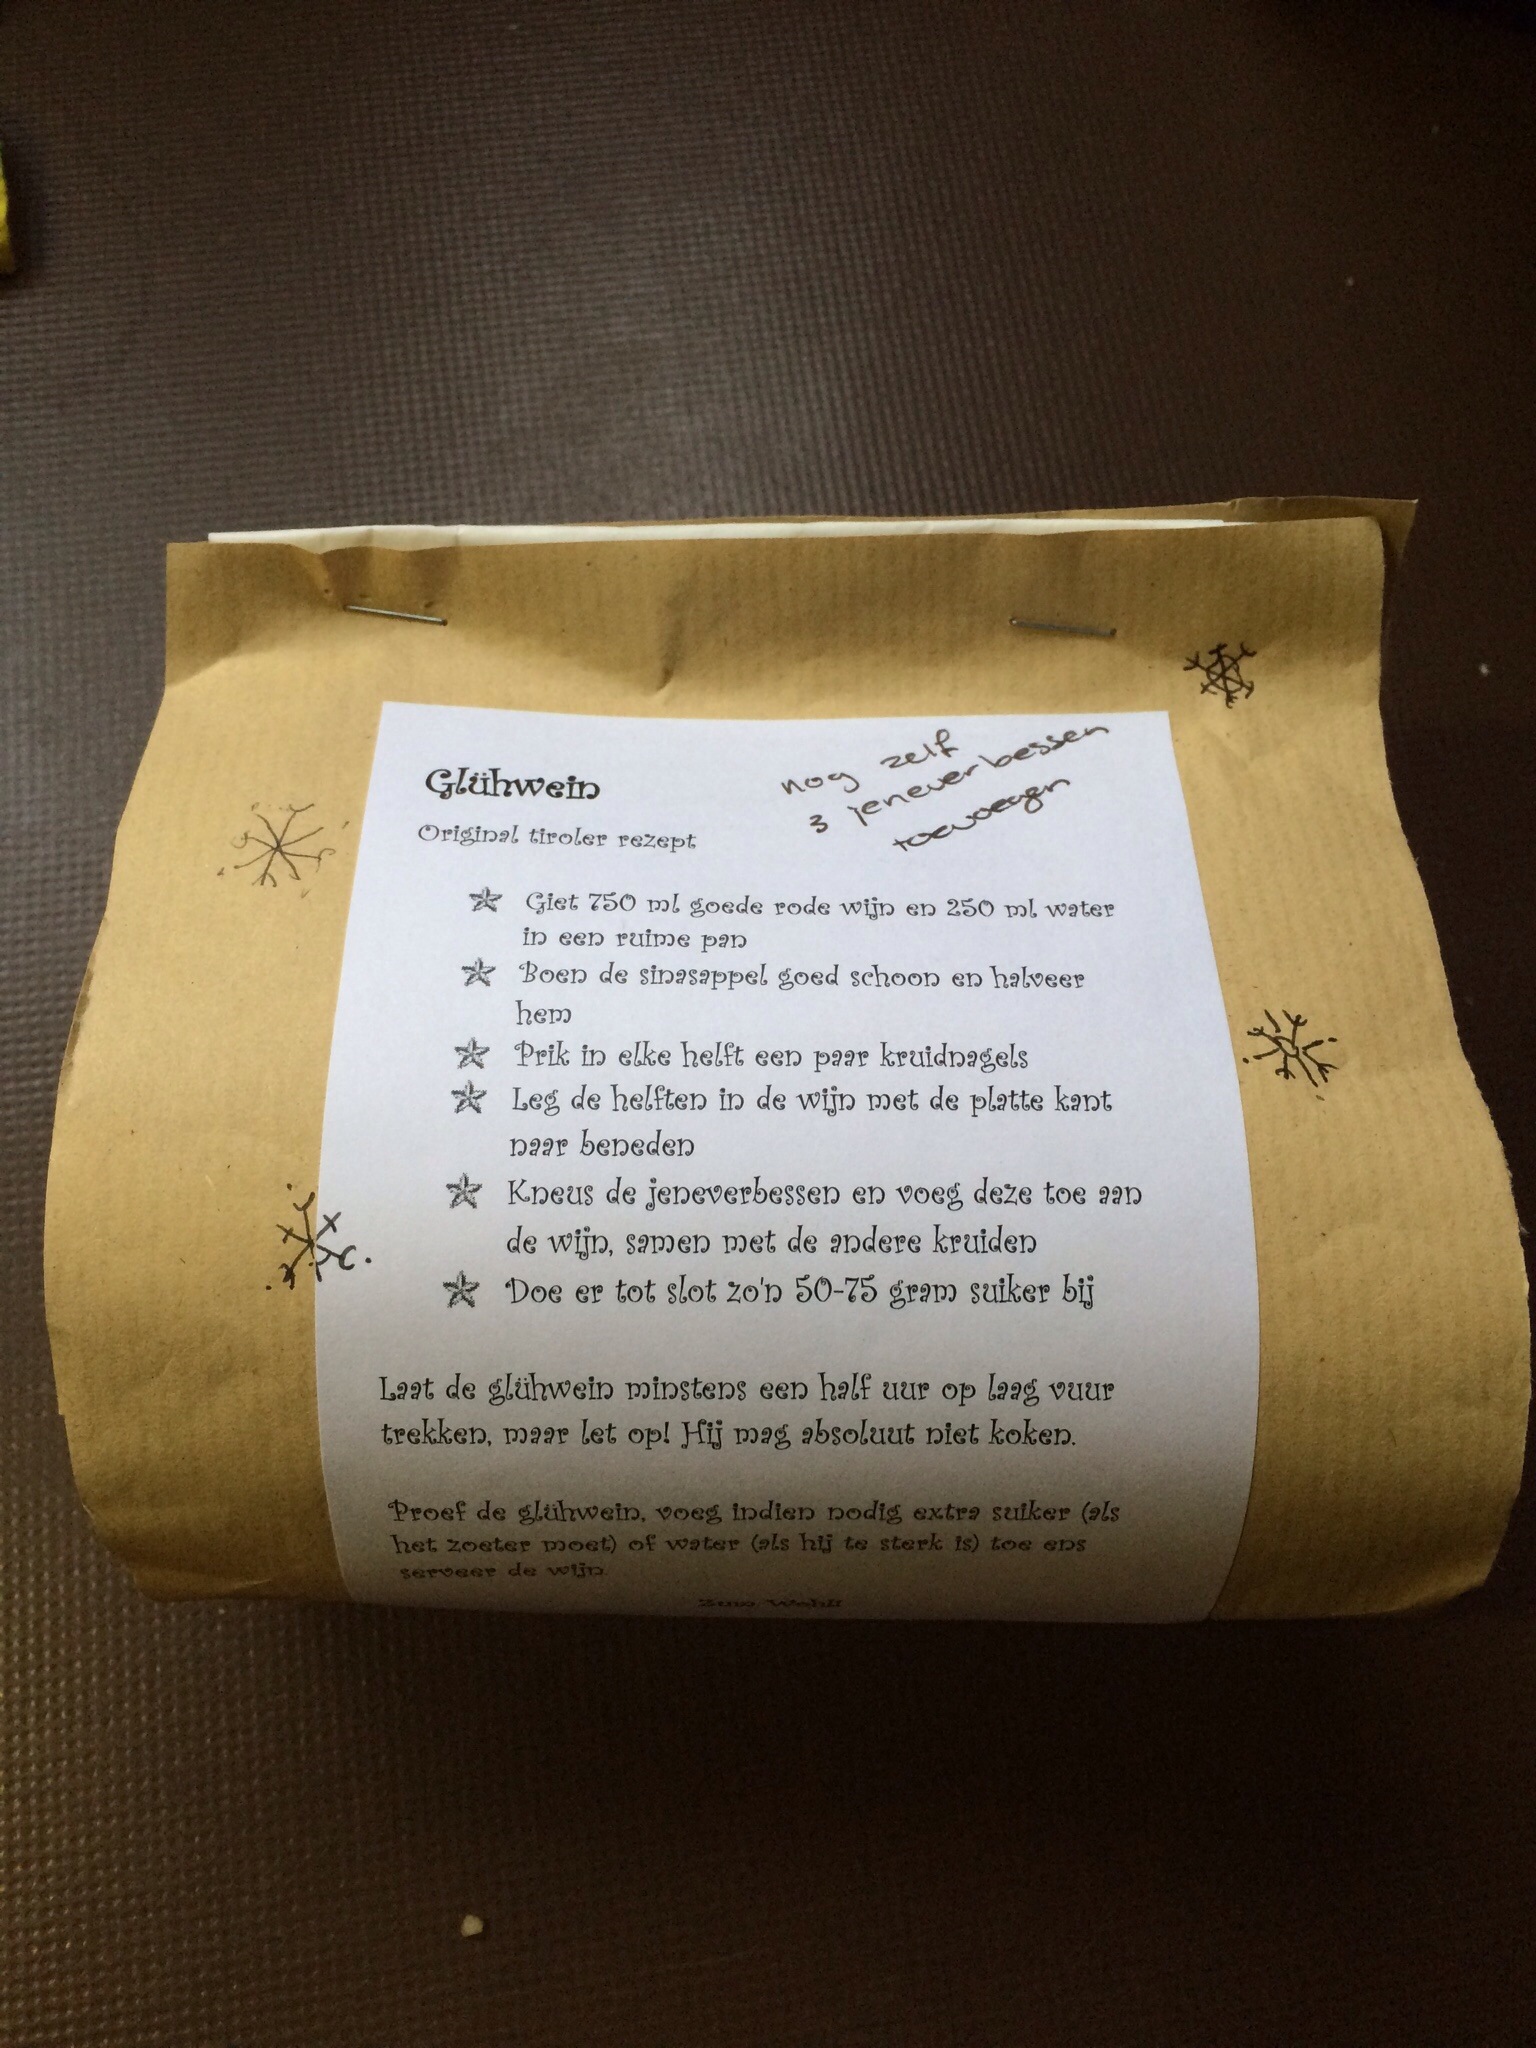 Glühwein
nog zelf
3 jeneverbessen
toevoegen
Original tiroler rezept
Giet 750 ml goede rode wijn en 250 ml water
in een ruime pan
Boen de sinasappel goed schoon en halveer
hem
Prik in elke helft een paar kruidnagels
Leg de helften in de wijn met de platte kant
naar beneden
Kneus de jeneverbessen en voeg deze toe aan
de wijn, samen met de andere kruiden
Doe er tot slot zo'n 50-75 gram suiker bij
Laat de glühwein minstens een half uur op laag vuur
trekken, maar let op! Hij mag absoluut niet koken.
Proef de glühwein, voeg indien nodig extra suiker (als
het zoeter moet) of water (als hij te sterk is) toe ens
serveer de wijn
Zum Wohl!